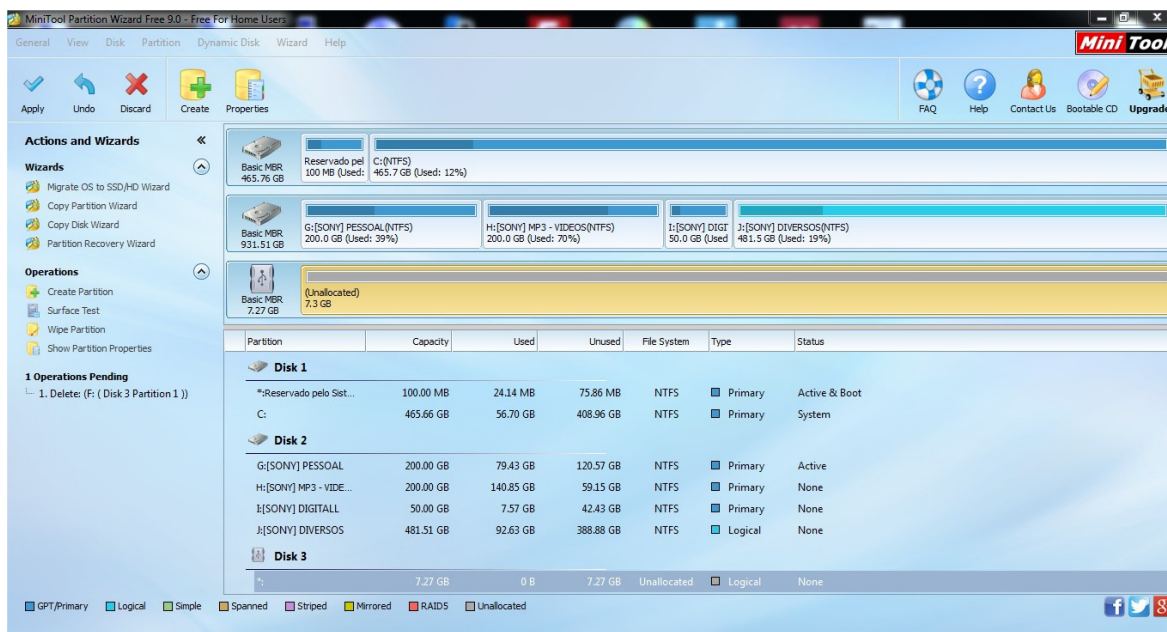 MiniTool Partition Wizard Free 9.0 - Free For Home Users
General View Disk Partition Dynamic Disk Wizard Help
Mini Tool
Apply Undo Discard Create Properties FAQ Help Contact Us Bootable CD Upgrade
Actions and Wizards
Wizards
Migrate OS to SSD/HD Wizard
Copy Partition Wizard
Copy Disk Wizard
Partition Recovery Wizard
Operations
Create Partition
Surface Test
Wipe Partition
Show Partition Properties
1 Operations Pending
1. Delete: (F: ( Disk 3 Partition 1 ))
Basic MBR
465.76 GB
Reservado pel
100 MB (Used:
C:(NTFS)
465.7 GB (Used: 12%)
Basic MBR
931.51 GB
G:[SONY] PESSOAL(NTFS)
200.0 GB (Used: 39%)
H:[SONY] MP3 - VIDEOS(NTFS)
200.0 GB (Used: 70%)
I:[SONY] DIGIT
50.0 GB (Used
J:[SONY] DIVERSOS(NTFS)
481.5 GB (Used: 19%)
Basic MBR
7.27 GB
(Unallocated)
7.3 GB
Partition Capacity Used Unused File System Type Status
Disk 1
*:Reservado pelo Sist... 100.00 MB 24.14 MB 75.86 MB NTFS Primary Active & Boot
C: 465.66 GB 56.70 GB 408.96 GB NTFS Primary System
Disk 2
G:[SONY] PESSOAL 200.00 GB 79.43 GB 120.57 GB NTFS Primary Active
H:[SONY] MP3 - VIDE... 200.00 GB 140.85 GB 59.15 GB NTFS Primary None
I:[SONY] DIGITALL 50.00 GB 7.57 GB 42.43 GB NTFS Primary None
J:[SONY] DIVERSOS 481.51 GB 92.63 GB 388.88 GB NTFS Logical None
Disk 3
*: 7.27 GB 0 B 7.27 GB Unallocated Logical None
GPT/Primary Logical Simple Spanned Striped Mirrored RAID5 Unallocated